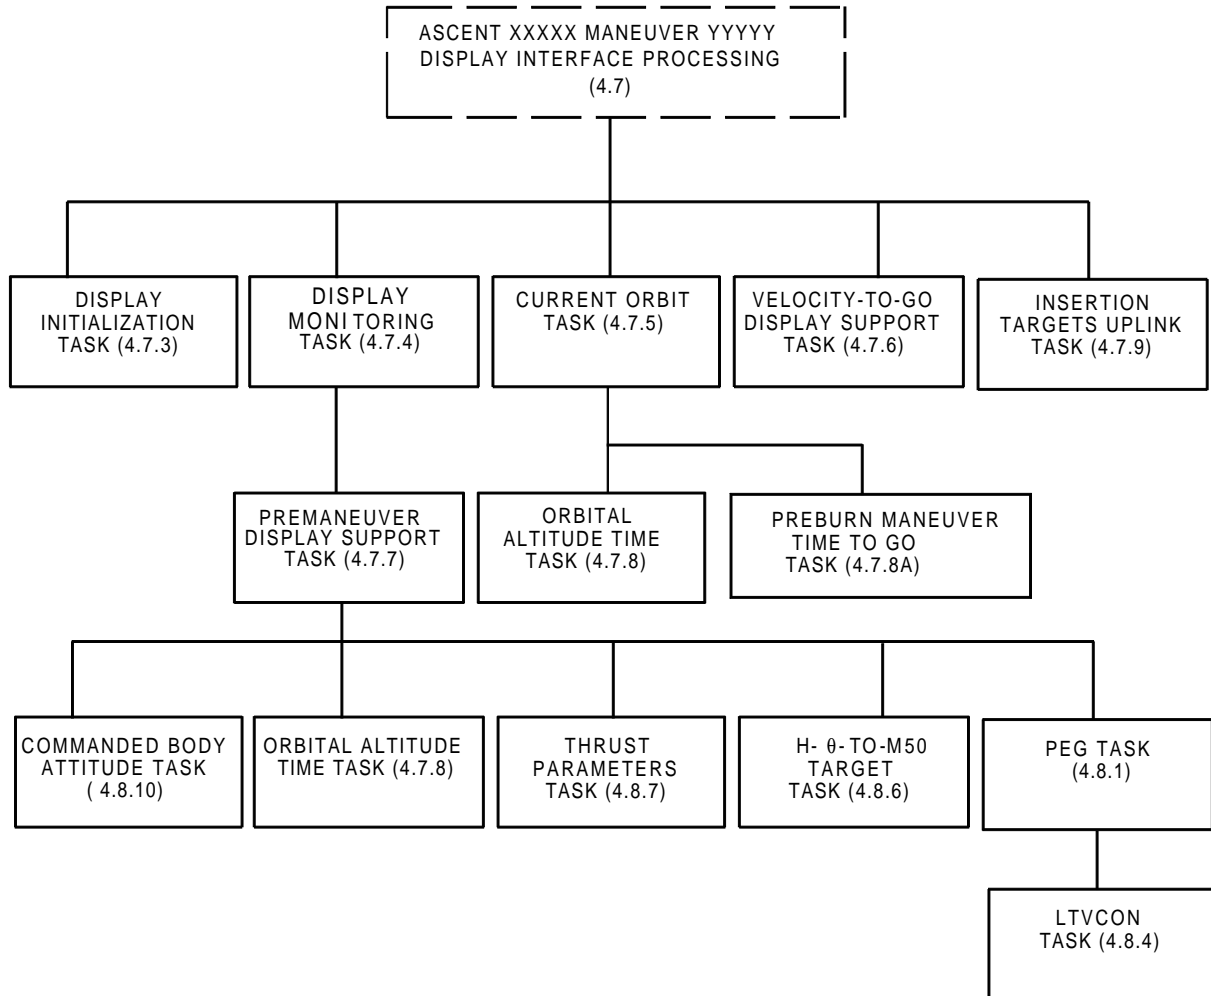 ASCENT XXXXX MANEUVER YYYYY
DISPLAY INTERFACE PROCESSING
(4.7)
DISPLAY
INITIALIZATION
TASK (4.7.3)
DISPLAY
MONITORING
TASK (4.7.4)
CURRENT ORBIT
TASK (4.7.5)
VELOCITY-TO-GO
DISPLAY SUPPORT
TASK (4.7.6)
INSERTION
TARGETS UPLINK
TASK (4.7.9)
PREMANEUVER
DISPLAY SUPPORT
TASK (4.7.7)
ORBITAL
ALTITUDE TIME
TASK (4.7.8)
PREBURN MANEUVER
TIME TO GO
TASK (4.7.8A)
COMMANDED BODY
ATTITUDE TASK
( 4.8.10)
ORBITAL ALTITUDE
TIME TASK (4.7.8)
THRUST
PARAMETERS
TASK (4.8.7)
H- θ-TO-M50
TARGET
TASK (4.8.6)
PEG TASK
(4.8.1)
LTVCON
TASK (4.8.4)